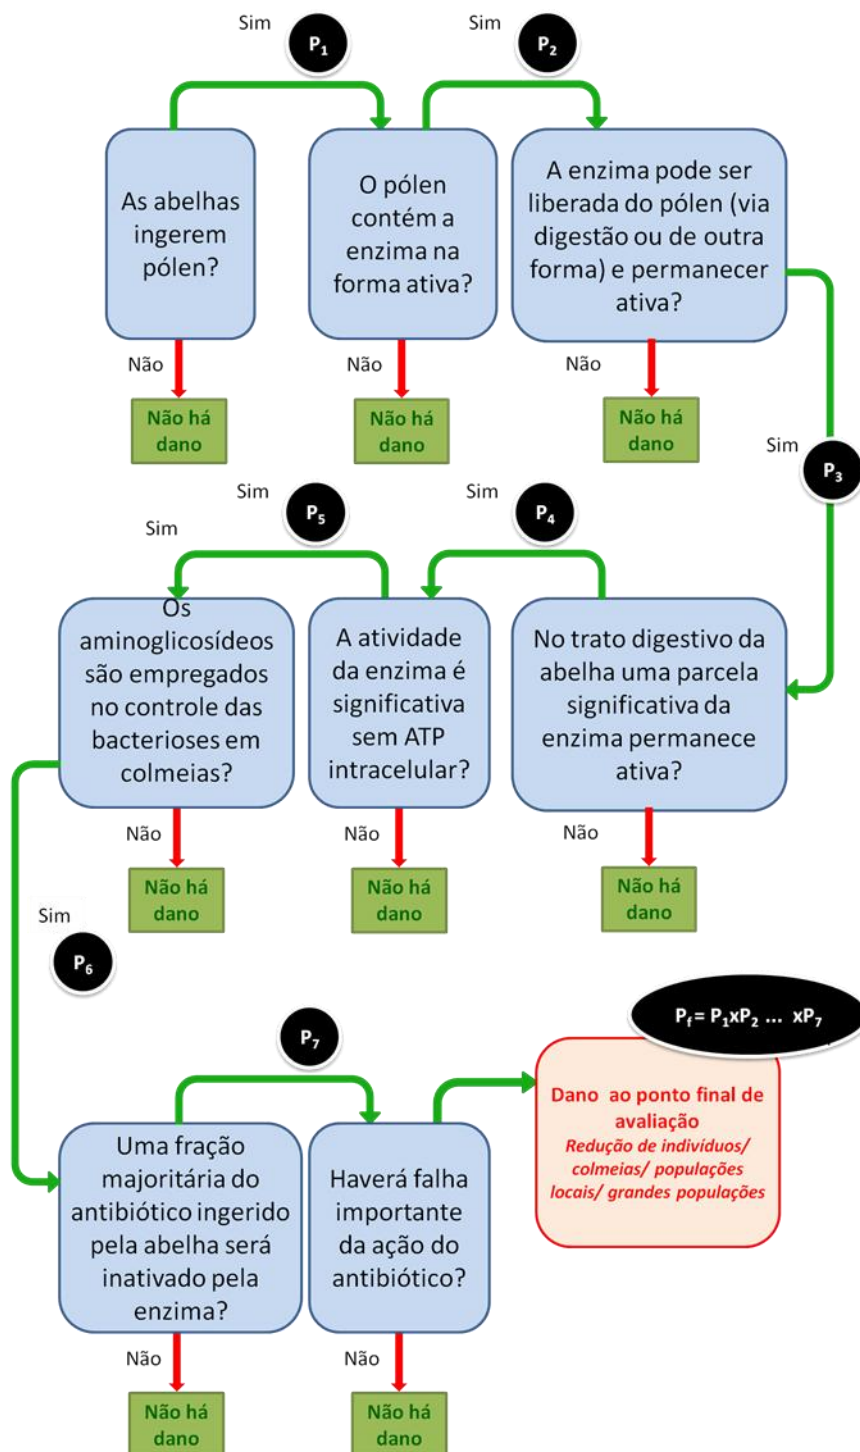 Sim
P1
Sim
P2
As abelhas
ingerem
pólen?
O pólen
contém a
enzima na
forma ativa?
A enzima pode ser
liberada do pólen (via
digestão ou de outra
forma) e permanecer
ativa?
Não
Não
Não
Não há
dano
Não há
dano
Não há
dano
Sim
P3
Sim
P5
Sim
P4
Sim
Os
aminoglicosídeos
são empregados
no controle das
bacterioses em
colmeias?
A atividade
da enzima é
significativa
sem ATP
intracelular?
No trato digestivo da
abelha uma parcela
significativa da
enzima permanece
ativa?
Não
Não
Não
Não há
dano
Não há
dano
Não há
dano
Sim
P6
P7
Pf = P1xP2 ... xP7
Uma fração
majoritária do
antibiótico ingerido
pela abelha será
inativado pela
enzima?
Haverá falha
importante
da ação do
antibiótico?
Dano ao ponto final de
avaliação
Redução de indivíduos/
colmeias/ populações
locais/ grandes populações
Não
Não
Não há
dano
Não há
dano